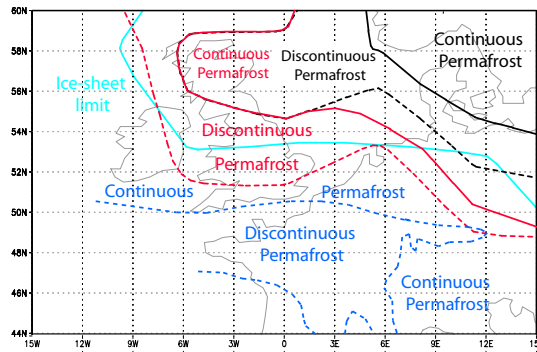 60N
58N
56N
54N
52N
50N
48N
46N
44N
15W
12W
9W
6W
3W
0
3E
6E
9E
12E
15
Continuous
Permafrost
Discontinuous
Permafrost
Continuous
Permafrost
Ice-sheet
limit
Discontinuous
Permafrost
Continuous
Permafrost
Discontinuous
Permafrost
Continuous
Permafrost